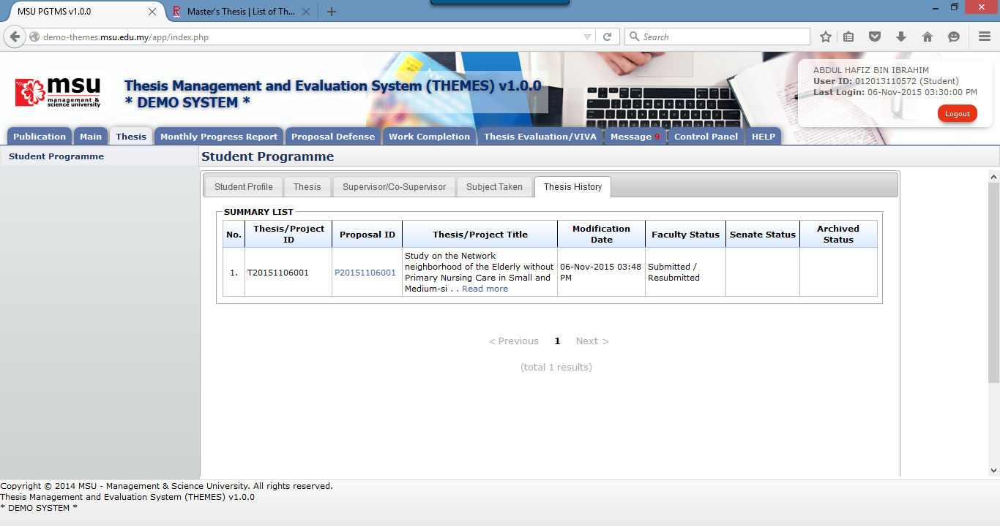 MSU PGTMS v1.0.0
Master's Thesis | List of Th...
demo-themes.msu.edu.my/app/index.php
Search
msu
management &
science university
Thesis Management and Evaluation System (THEMES) v1.0.0
* DEMO SYSTEM *
ABDUL HAFIZ BIN IBRAHIM
User ID: 012013110572 (Student)
Last Login: 06-Nov-2015 03:30:00 PM
Logout
Publication Main Thesis Monthly Progress Report Proposal Defense Work Completion Thesis Evaluation/VIVA Message 9 Control Panel HELP
Student Programme
Student Programme
Student Profile Thesis Supervisor/Co-Supervisor Subject Taken Thesis History
SUMMARY LIST
No. Thesis/Project ID Proposal ID Thesis/Project Title Modification Date Faculty Status Senate Status Archived Status
1. T20151106001 P20151106001
Study on the Network
neighborhood of the Elderly without
Primary Nursing Care in Small and
Medium-si . . Read more
06-Nov-2015 03:48
PM
Submitted /
Resubmitted
< Previous 1 Next >
(total 1 results)
Copyright © 2014 MSU - Management & Science University. All rights reserved.
Thesis Management and Evaluation System (THEMES) v1.0.0
* DEMO SYSTEM *